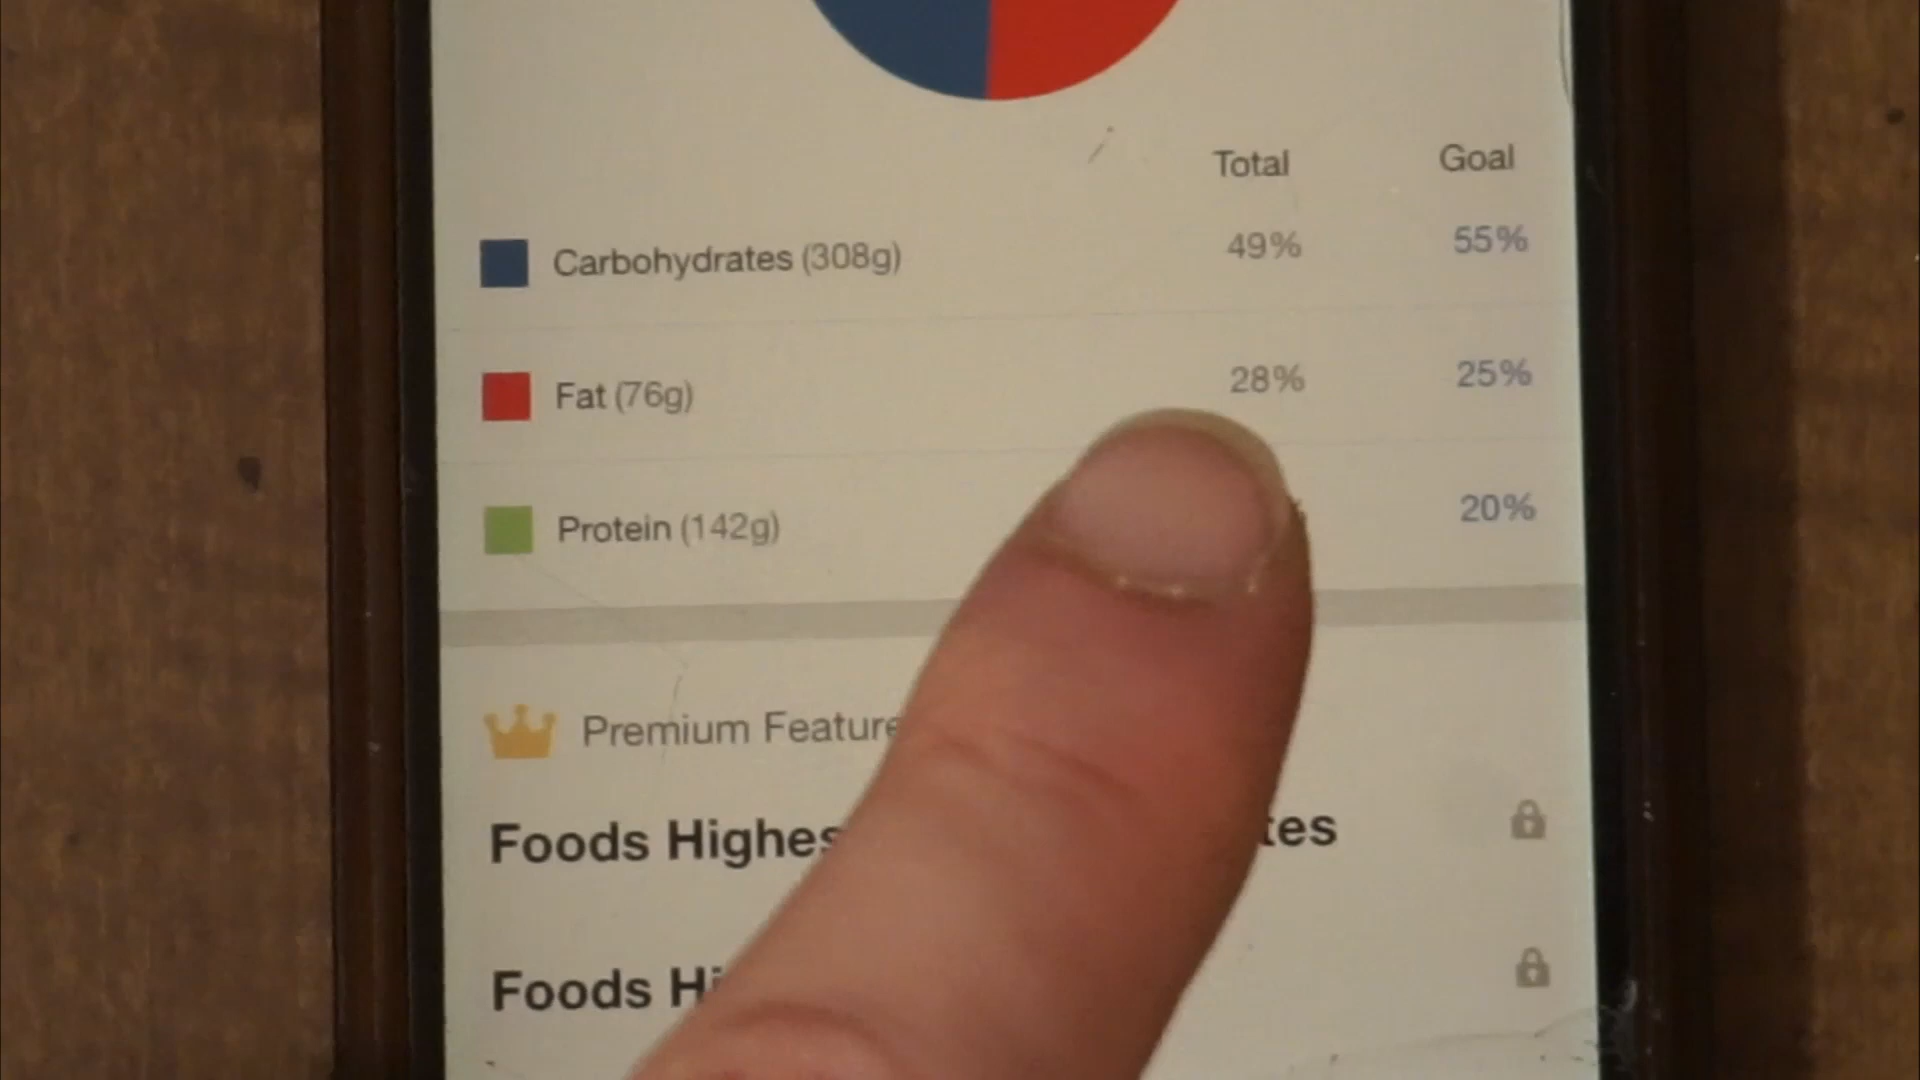 Total Goal
Carbohydrates (308g) 49% 55%
Fat (76g) 28% 25%
Protein (142g) 20%
Premium Feature
Foods Highes
Foods Hi